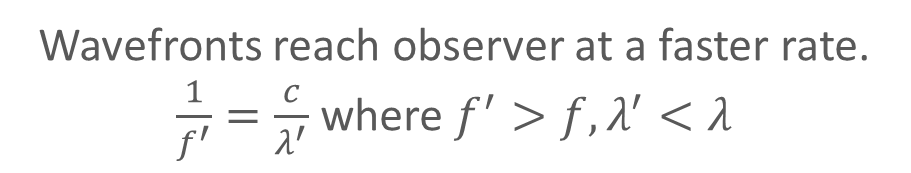 Wavefronts reach observer at a faster rate.
1/f′ = c/λ′ where f′ > f, λ′ < λ